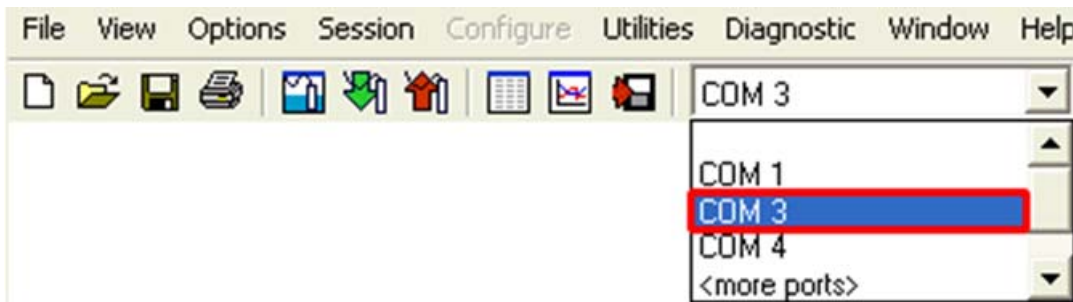 File View Options Session Configure Utilities Diagnostic Window Help
COM 3
COM 1
COM 3
COM 4
<more ports>